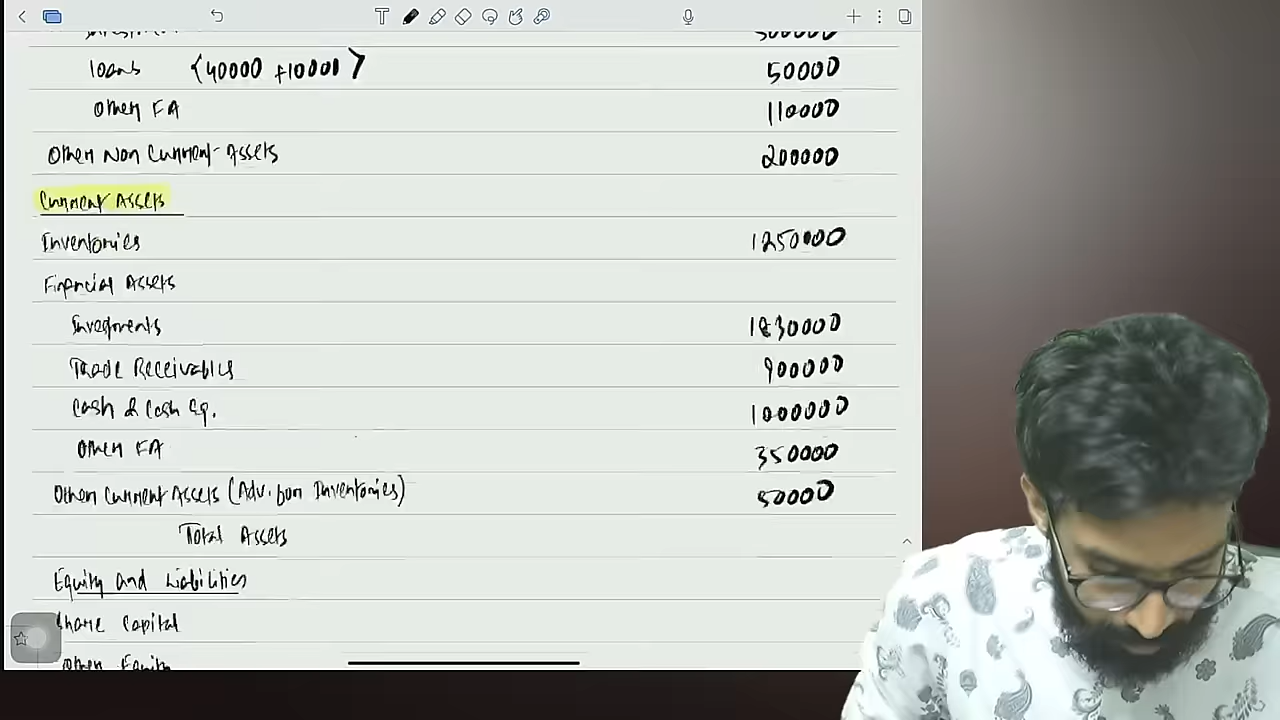 loans {40000 +10000} 50000
Other FA 110000
Other Non Current Assets 200000
Current Assets
Inventories 1250000
Financial Assets
Investments 1830000
Trade Receivables 900000
Cash & Cash Eq. 1000000
Other FA 350000
Other Current Assets (Adv. for Inventories) 50000
Total Assets
Equity and Liabilities
Share Capital
Other Equity